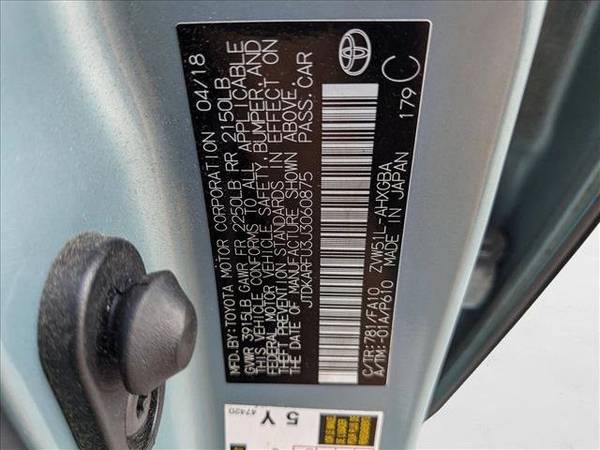 MFD.BY:TOYOTA MOTOR CORPORATION 04/18
GVWR 3915LB GAWR FR 2250LB RR 2150LB
THIS VEHICLE CONFORMS TO ALL APPLICABLE
FEDERAL MOTOR VEHICLE SAFETY,BUMPER,AND
THEFT PREVENTION STANDARDS IN EFFECT ON
THE DATE OF MANUFACTURE SHOWN ABOVE.
JTDKARFU3J3060875 PASS.CAR
C/TR:781/FA10 ZVW51L-AHXGBA
A/TM:-01A/P610 MADE IN JAPAN
179 C
5 Y
47420